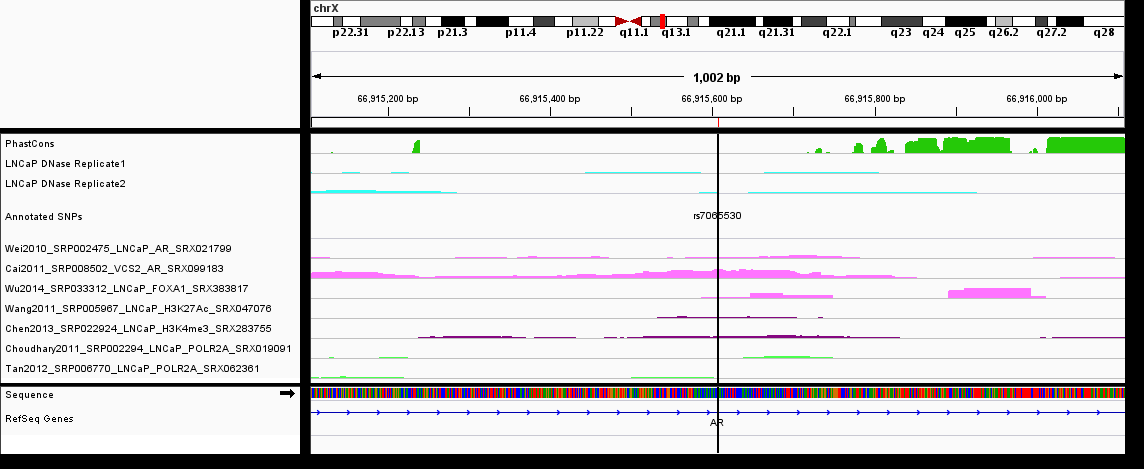 chrX
p22.31 p22.13 p21.3 p11.4 p11.22 q11.1 q13.1 q21.1 q21.31 q22.1 q23 q24 q25 q26.2 q27.2 q28
1,002 bp
66,915,200 bp 66,915,400 bp 66,915,600 bp 66,915,800 bp 66,916,000 bp
PhastCons
LNCaP DNase Replicate1
LNCaP DNase Replicate2
Annotated SNPs rs7065530
Wei2010_SRP002475_LNCaP_AR_SRX021799
Cai2011_SRP008502_VCS2_AR_SRX099183
Wu2014_SRP033312_LNCaP_FOXA1_SRX383817
Wang2011_SRP005967_LNCaP_H3K27Ac_SRX047076
Chen2013_SRP022924_LNCaP_H3K4me3_SRX283755
Choudhary2011_SRP002294_LNCaP_POLR2A_SRX019091
Tan2012_SRP006770_LNCaP_POLR2A_SRX062361
Sequence
RefSeq Genes
AR